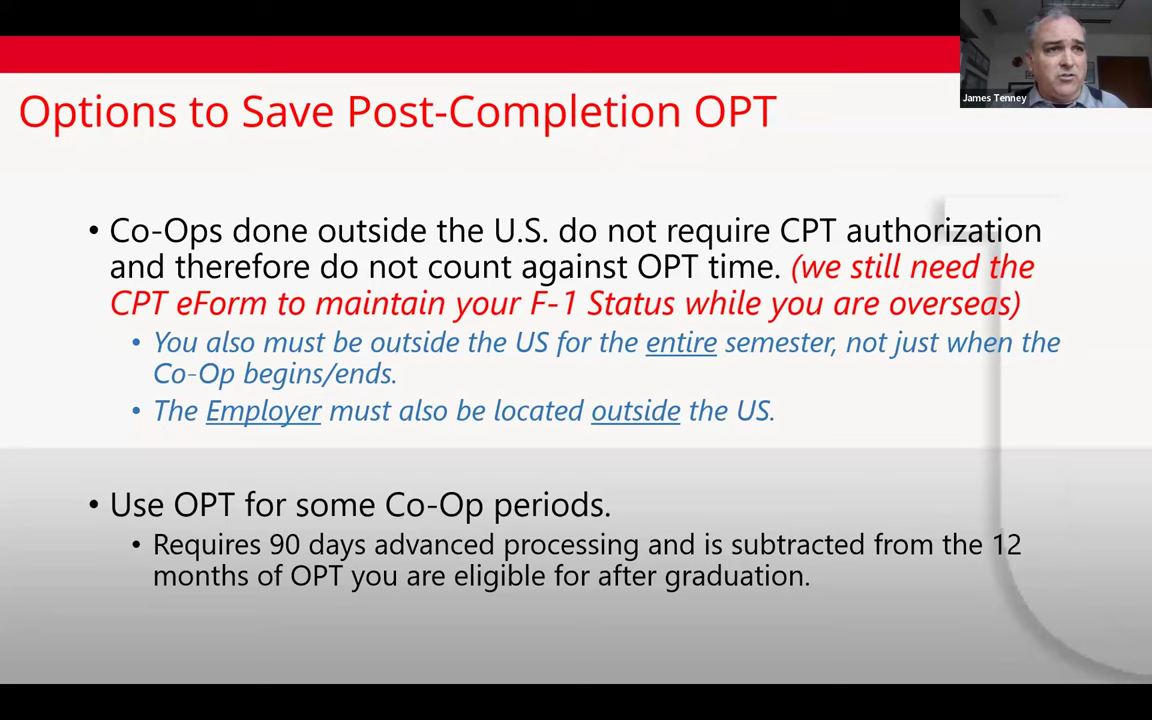 James Tenney
Options to Save Post-Completion OPT
• Co-Ops done outside the U.S. do not require CPT authorization
and therefore do not count against OPT time. (we still need the
CPT eForm to maintain your F-1 Status while you are overseas)
• You also must be outside the US for the entire semester, not just when the
Co-Op begins/ends.
• The Employer must also be located outside the US.
• Use OPT for some Co-Op periods.
• Requires 90 days advanced processing and is subtracted from the 12
months of OPT you are eligible for after graduation.